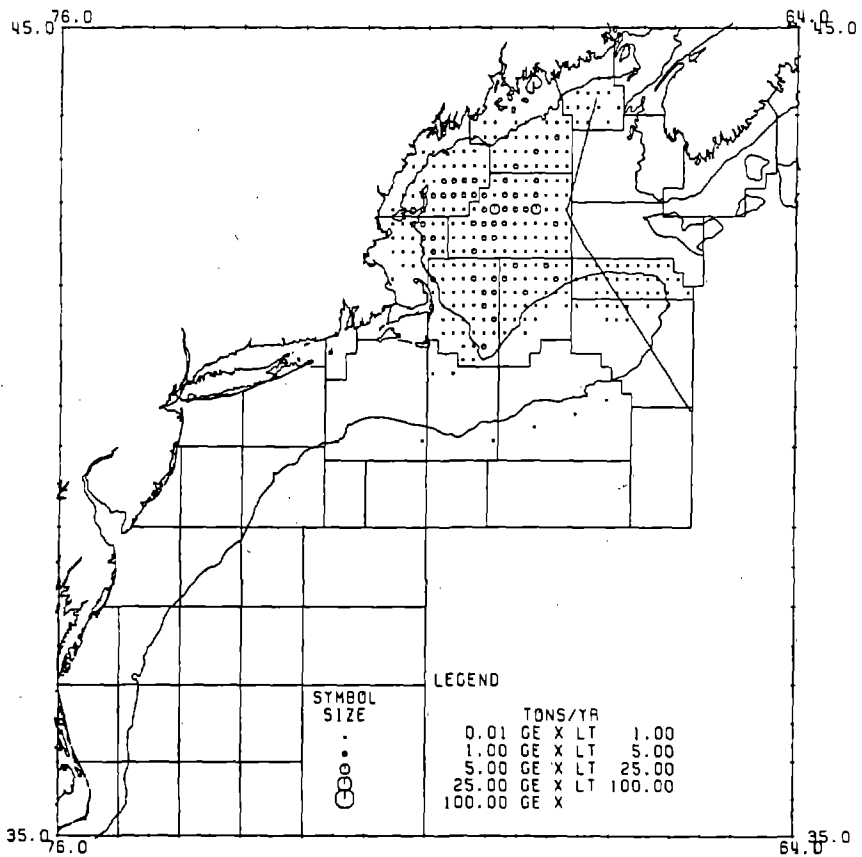 76.0 64.0
45.0 45.0
LEGEND
SYMBOL SIZE
TONS/YR
0.01 GE X LT 1.00
1.00 GE X LT 5.00
5.00 GE X LT 25.00
25.00 GE X LT 100.00
100.00 GE X
35.0 35.0
76.0 64.0